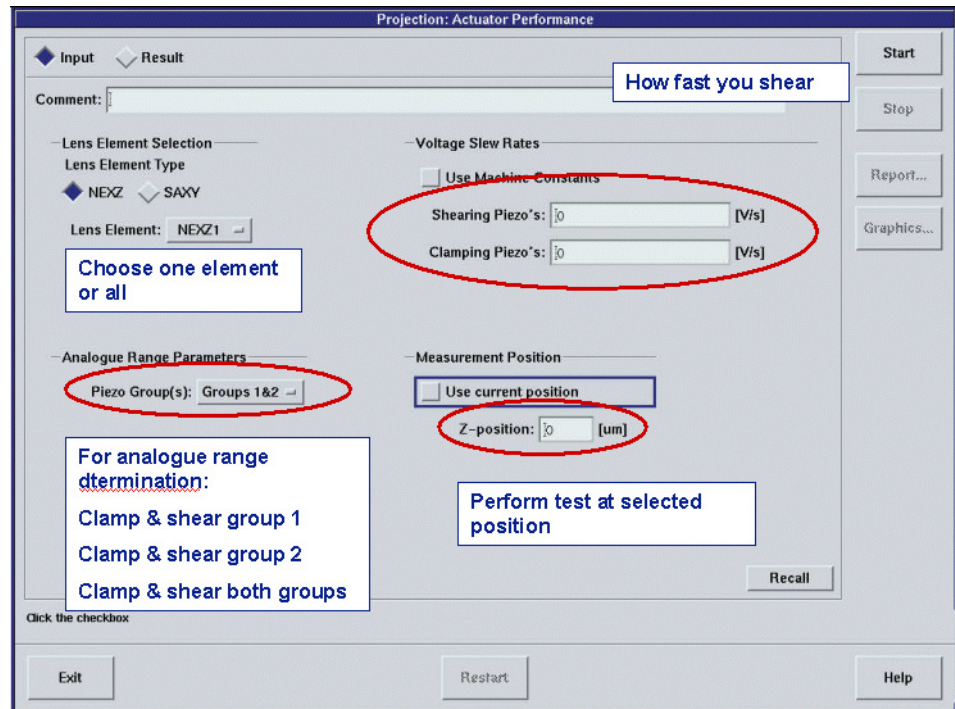 Projection: Actuator Performance
Input Result
Start
How fast you shear
Comment:
Stop
Lens Element Selection
Lens Element Type
NEXZ SAXY
Lens Element: NEXZ1
Choose one element
or all
Voltage Slew Rates
Use Machine Constants
Shearing Piezo's: 0 [V/s]
Clamping Piezo's: 0 [V/s]
Report...
Graphics...
Analogue Range Parameters
Piezo Group(s): Groups 1&2
For analogue range
dtermination:
Clamp & shear group 1
Clamp & shear group 2
Clamp & shear both groups
Measurement Position
Use current position
Z-position: 0 [um]
Perform test at selected
position
Recall
Click the checkbox
Exit
Restart
Help